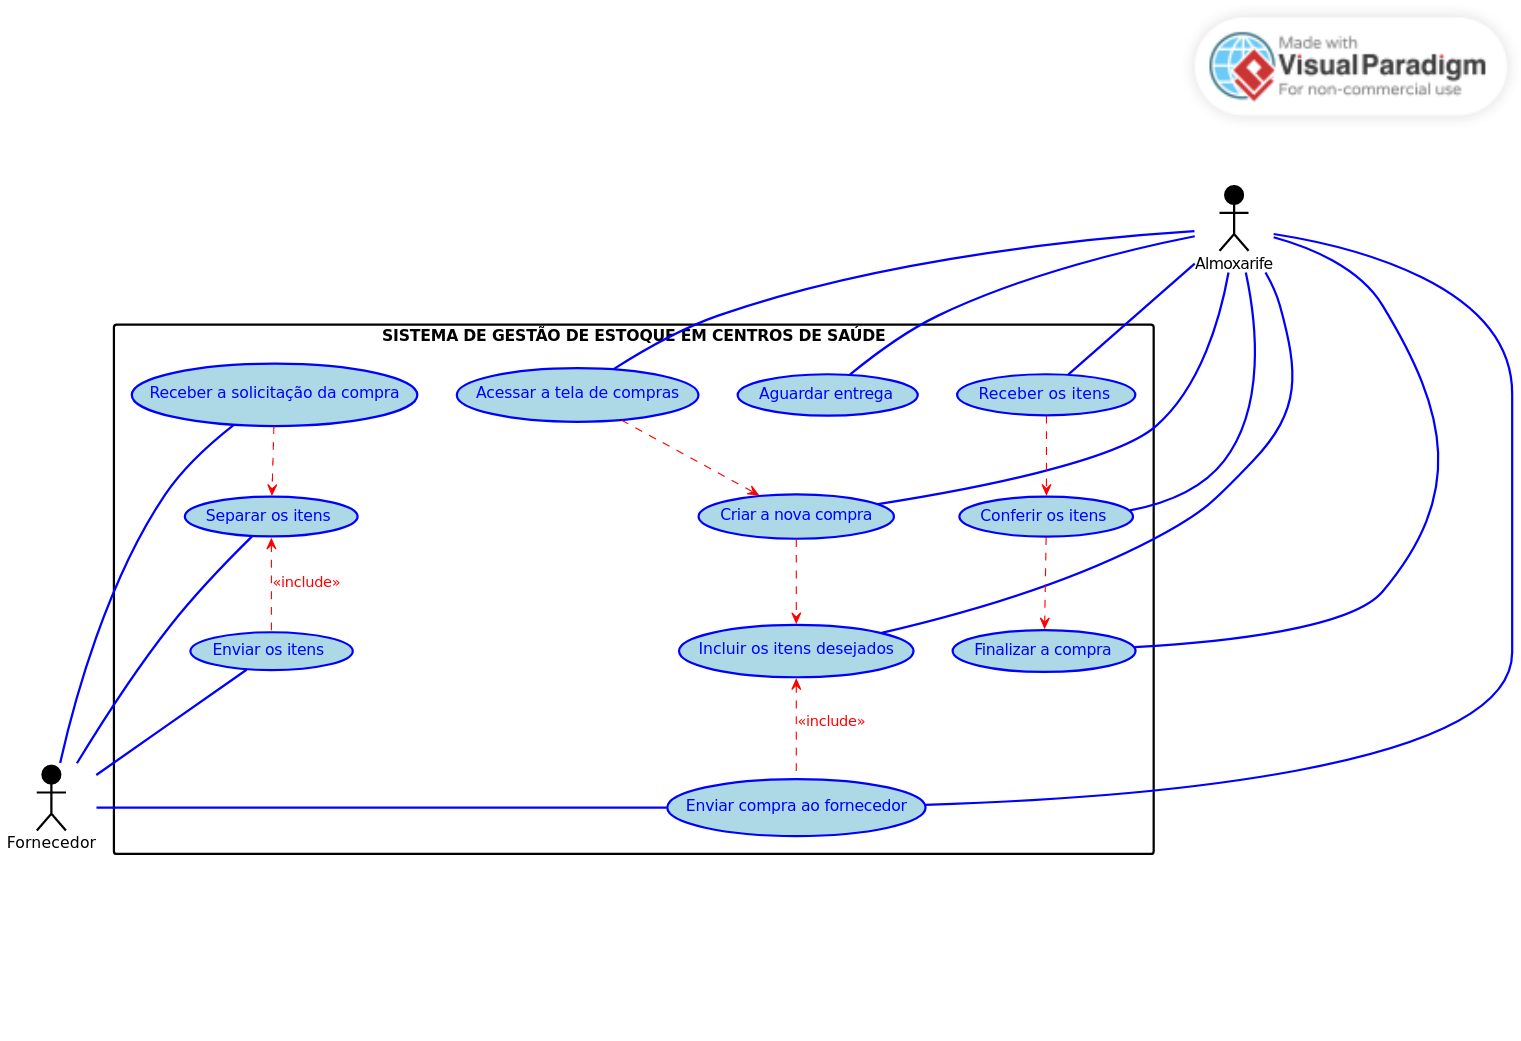 Made with
Visual Paradigm
For non-commercial use
Almoxarife
SISTEMA DE GESTÃO DE ESTOQUE EM CENTROS DE SAÚDE
Receber a solicitação da compra
Acessar a tela de compras
Aguardar entrega
Receber os itens
Separar os itens
Criar a nova compra
Conferir os itens
«include»
Enviar os itens
Incluir os itens desejados
Finalizar a compra
«include»
Enviar compra ao fornecedor
Fornecedor